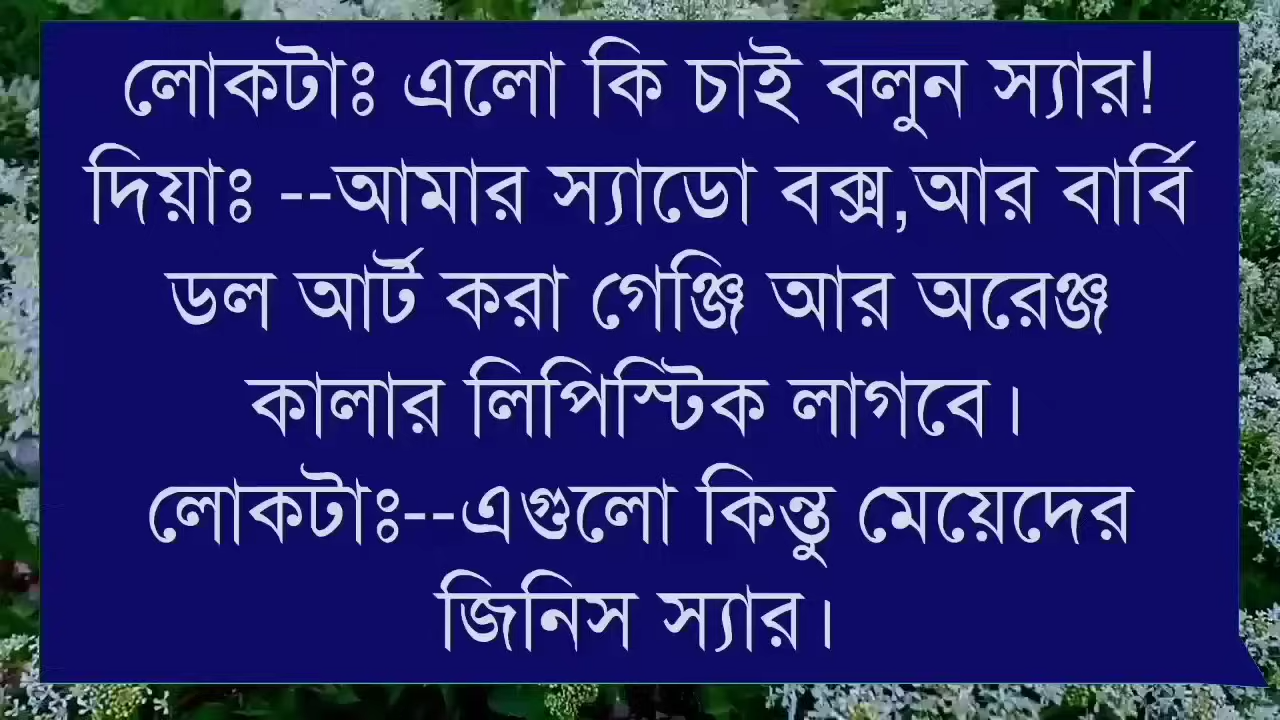 লোকটাঃ এলো কি চাই বলুন স্যার!
দিয়াঃ --আমার স্যাডো বক্স,আর বার্বি
ডল আর্ট করা গেঞ্জি আর অরেঞ্জ
কালার লিপিস্টিক লাগবে।
লোকটাঃ--এগুলো কিন্তু মেয়েদের
জিনিস স্যার।